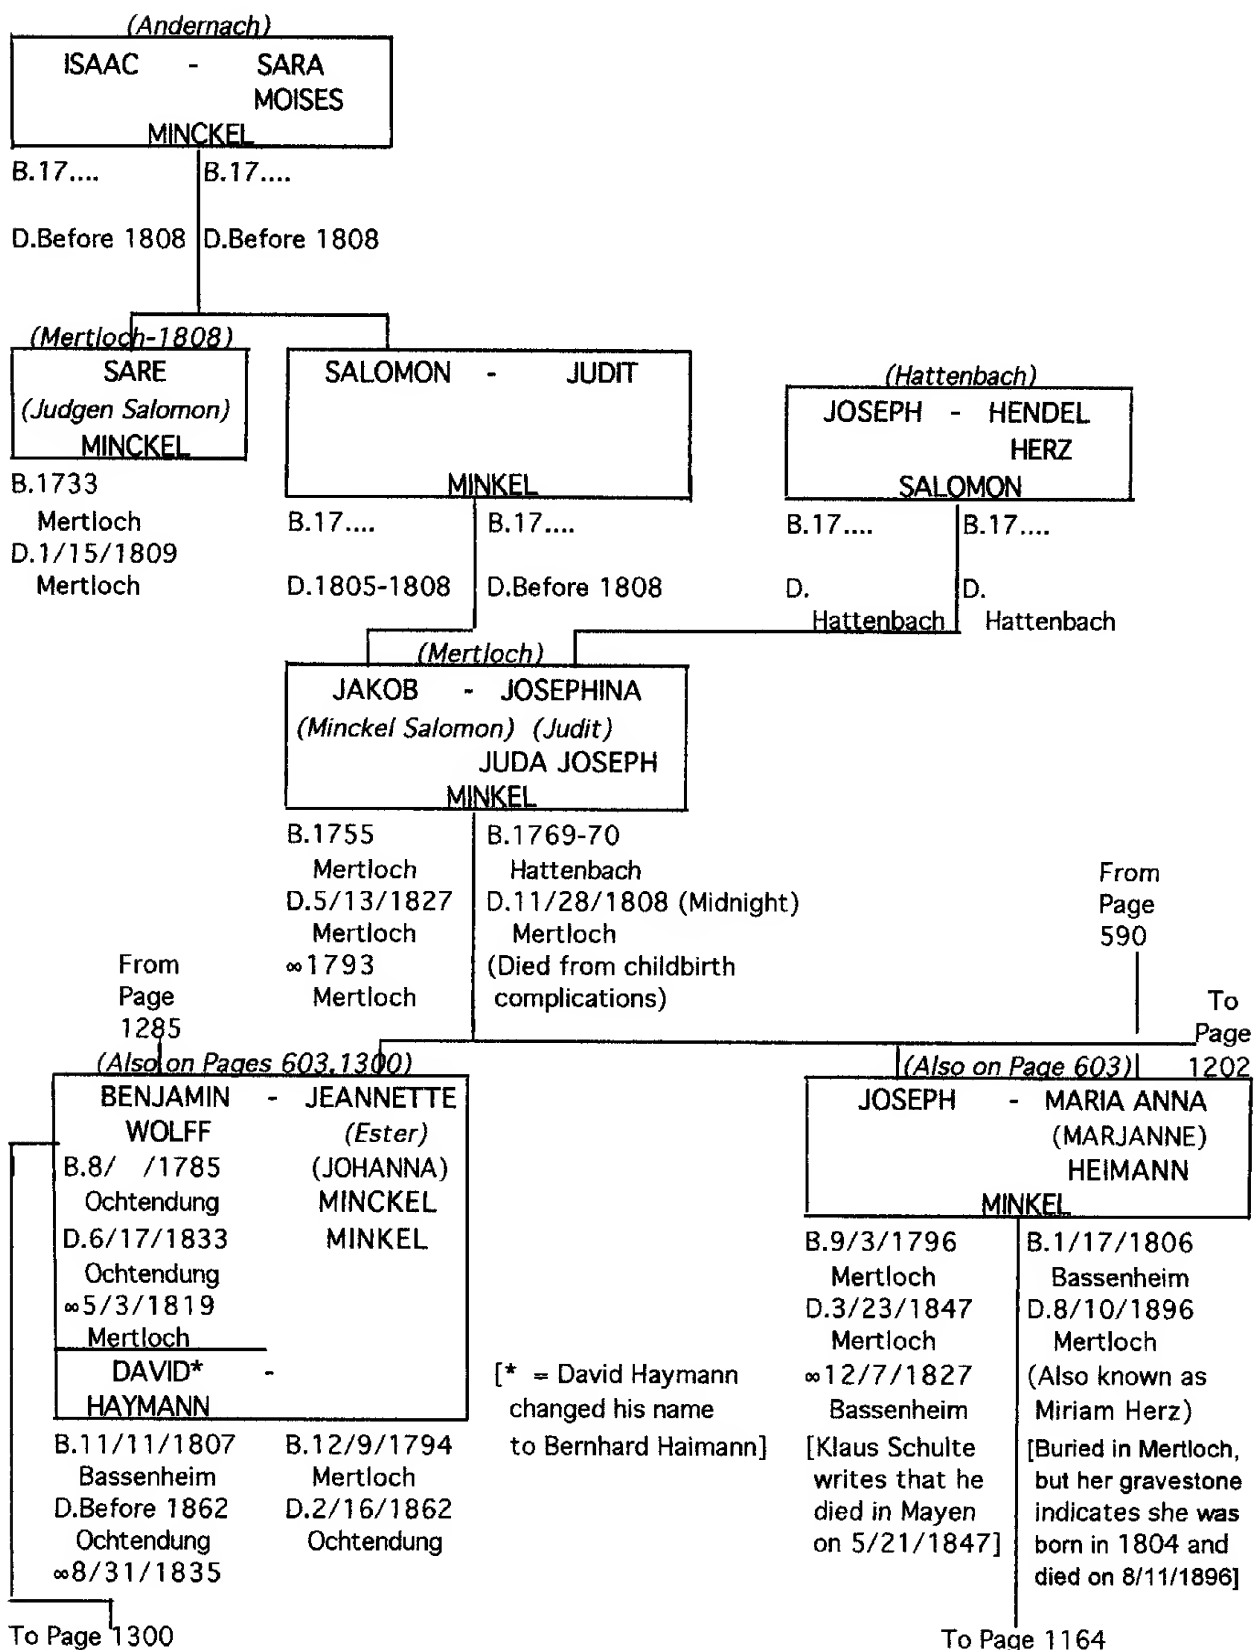 (Andernach)
ISAAC - SARA
MOISES
MINCKEL
B.17.... B.17....
D.Before 1808 D.Before 1808
(Mertloch-1808)
SARE
(Judgen Salomon)
MINCKEL
B.1733
Mertloch
D.1/15/1809
Mertloch
SALOMON - JUDIT
MINKEL
B.17.... B.17....
D.1805-1808 D.Before 1808
(Hattenbach)
JOSEPH - HENDEL
HERZ
SALOMON
B.17.... B.17....
D. D.
Hattenbach Hattenbach
(Mertloch)
JAKOB - JOSEPHINA
(Minckel Salomon) (Judit)
JUDA JOSEPH
MINKEL
B.1755
Mertloch
D.5/13/1827
Mertloch
∞1793
Mertloch
B.1769-70
Hattenbach
D.11/28/1808 (Midnight)
Mertloch
(Died from childbirth
complications)
From
Page
1285
From
Page
590
To
Page
1202
(Also on Pages 603,1300)
BENJAMIN - JEANNETTE
WOLFF (Ester)
B.8/ /1785 (JOHANNA)
Ochtendung MINCKEL
D.6/17/1833 MINKEL
Ochtendung
∞5/3/1819
Mertloch
DAVID* -
HAYMANN
B.11/11/1807
Bassenheim
D.Before 1862
Ochtendung
∞8/31/1835
B.12/9/1794
Mertloch
D.2/16/1862
Ochtendung
To Page 1300
[* = David Haymann
changed his name
to Bernhard Haimann]
(Also on Page 603)
JOSEPH - MARIA ANNA
(MARJANNE)
HEIMANN
MINKEL
B.9/3/1796
Mertloch
D.3/23/1847
Mertloch
∞12/7/1827
Bassenheim
[Klaus Schulte
writes that he
died in Mayen
on 5/21/1847]
B.1/17/1806
Bassenheim
D.8/10/1896
Mertloch
(Also known as
Miriam Herz)
[Buried in Mertloch,
but her gravestone
indicates she was
born in 1804 and
died on 8/11/1896]
To Page 1164